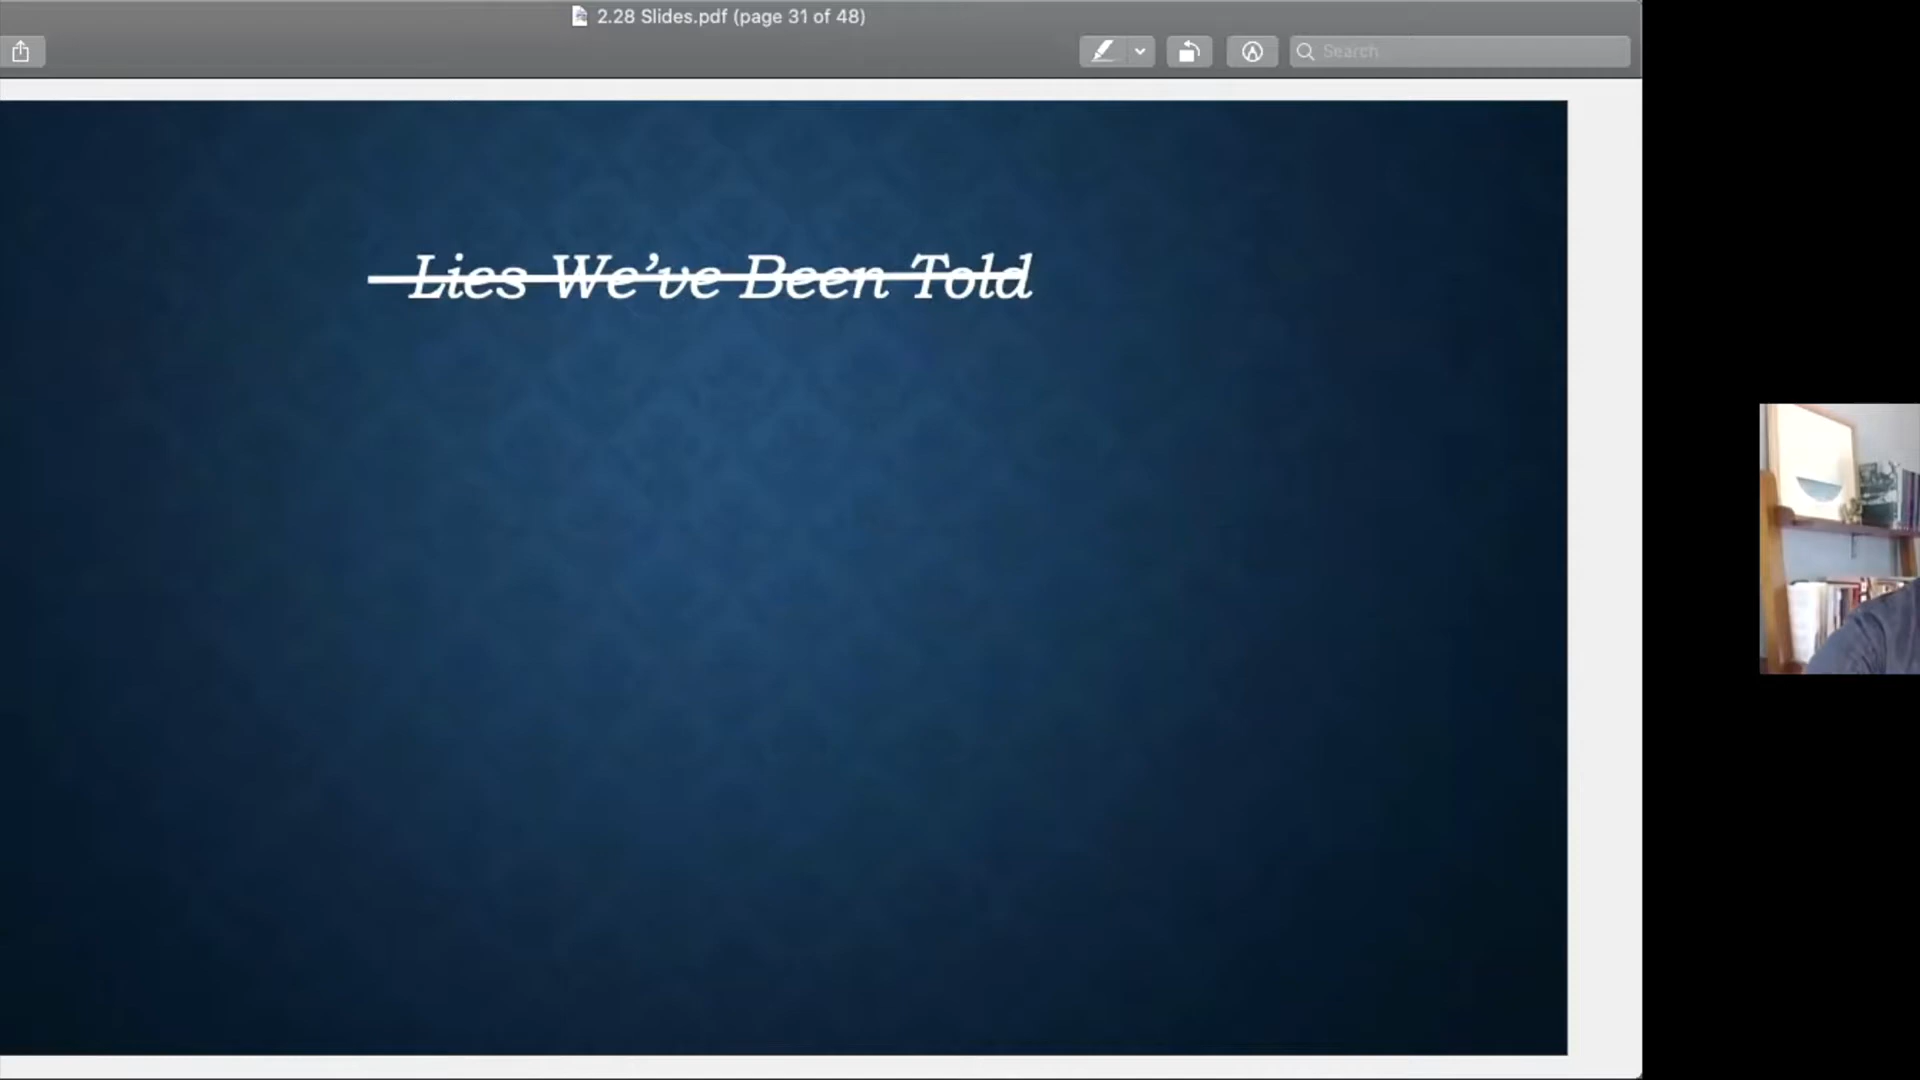 2.28 Slides.pdf (page 31 of 48)
Search
Lies We’ve Been Told